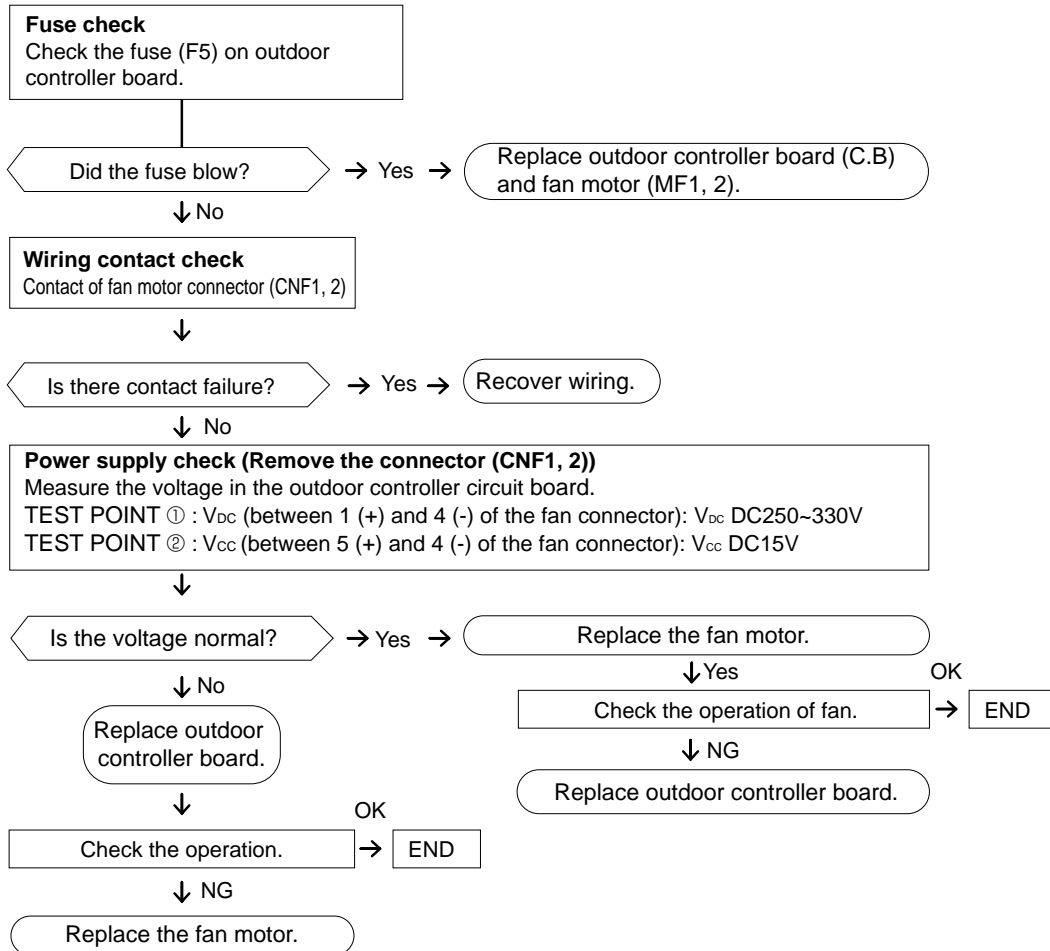 Fuse check
Check the fuse (F5) on outdoor
controller board.
Did the fuse blow?
Yes
Replace outdoor controller board (C.B)
and fan motor (MF1, 2).
No
Wiring contact check
Contact of fan motor connector (CNF1, 2)
Is there contact failure?
Yes
Recover wiring.
No
Power supply check (Remove the connector (CNF1, 2))
Measure the voltage in the outdoor controller circuit board.
TEST POINT ① : VDC (between 1 (+) and 4 (-) of the fan connector): VDC DC250~330V
TEST POINT ② : VCC (between 5 (+) and 4 (-) of the fan connector): VCC DC15V
Is the voltage normal?
Yes
Replace the fan motor.
Yes
Check the operation of fan.
OK
END
NG
Replace outdoor controller board.
No
Replace outdoor
controller board.
Check the operation.
OK
END
NG
Replace the fan motor.